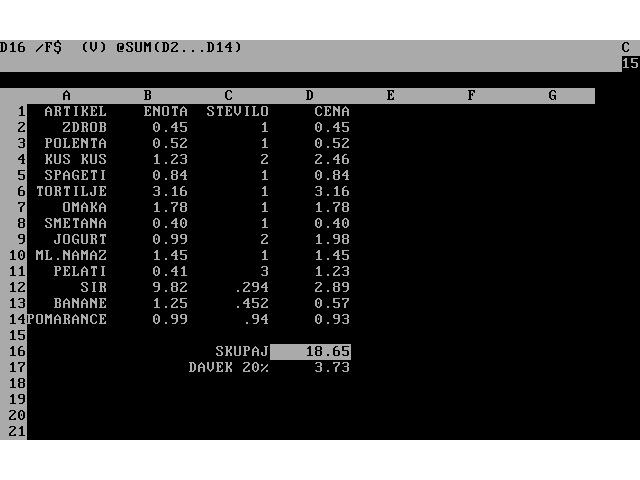 D16 /F$ (V) @SUM(D2...D14) C
15
A B C D E F G
1 ARTIKEL ENOTA STEVILO CENA
2 ZDROB 0.45 1 0.45
3 POLENTA 0.52 1 0.52
4 KUS KUS 1.23 2 2.46
5 SPAGETI 0.84 1 0.84
6 TORTILJE 3.16 1 3.16
7 OMAKA 1.78 1 1.78
8 SMETANA 0.40 1 0.40
9 JOGURT 0.99 2 1.98
10 ML.NAMAZ 1.45 1 1.45
11 PELATI 0.41 3 1.23
12 SIR 9.82 .294 2.89
13 BANANE 1.25 .452 0.57
14 POMARANCE 0.99 .94 0.93
15
16 SKUPAJ 18.65
17 DAVEK 20% 3.73
18
19
20
21